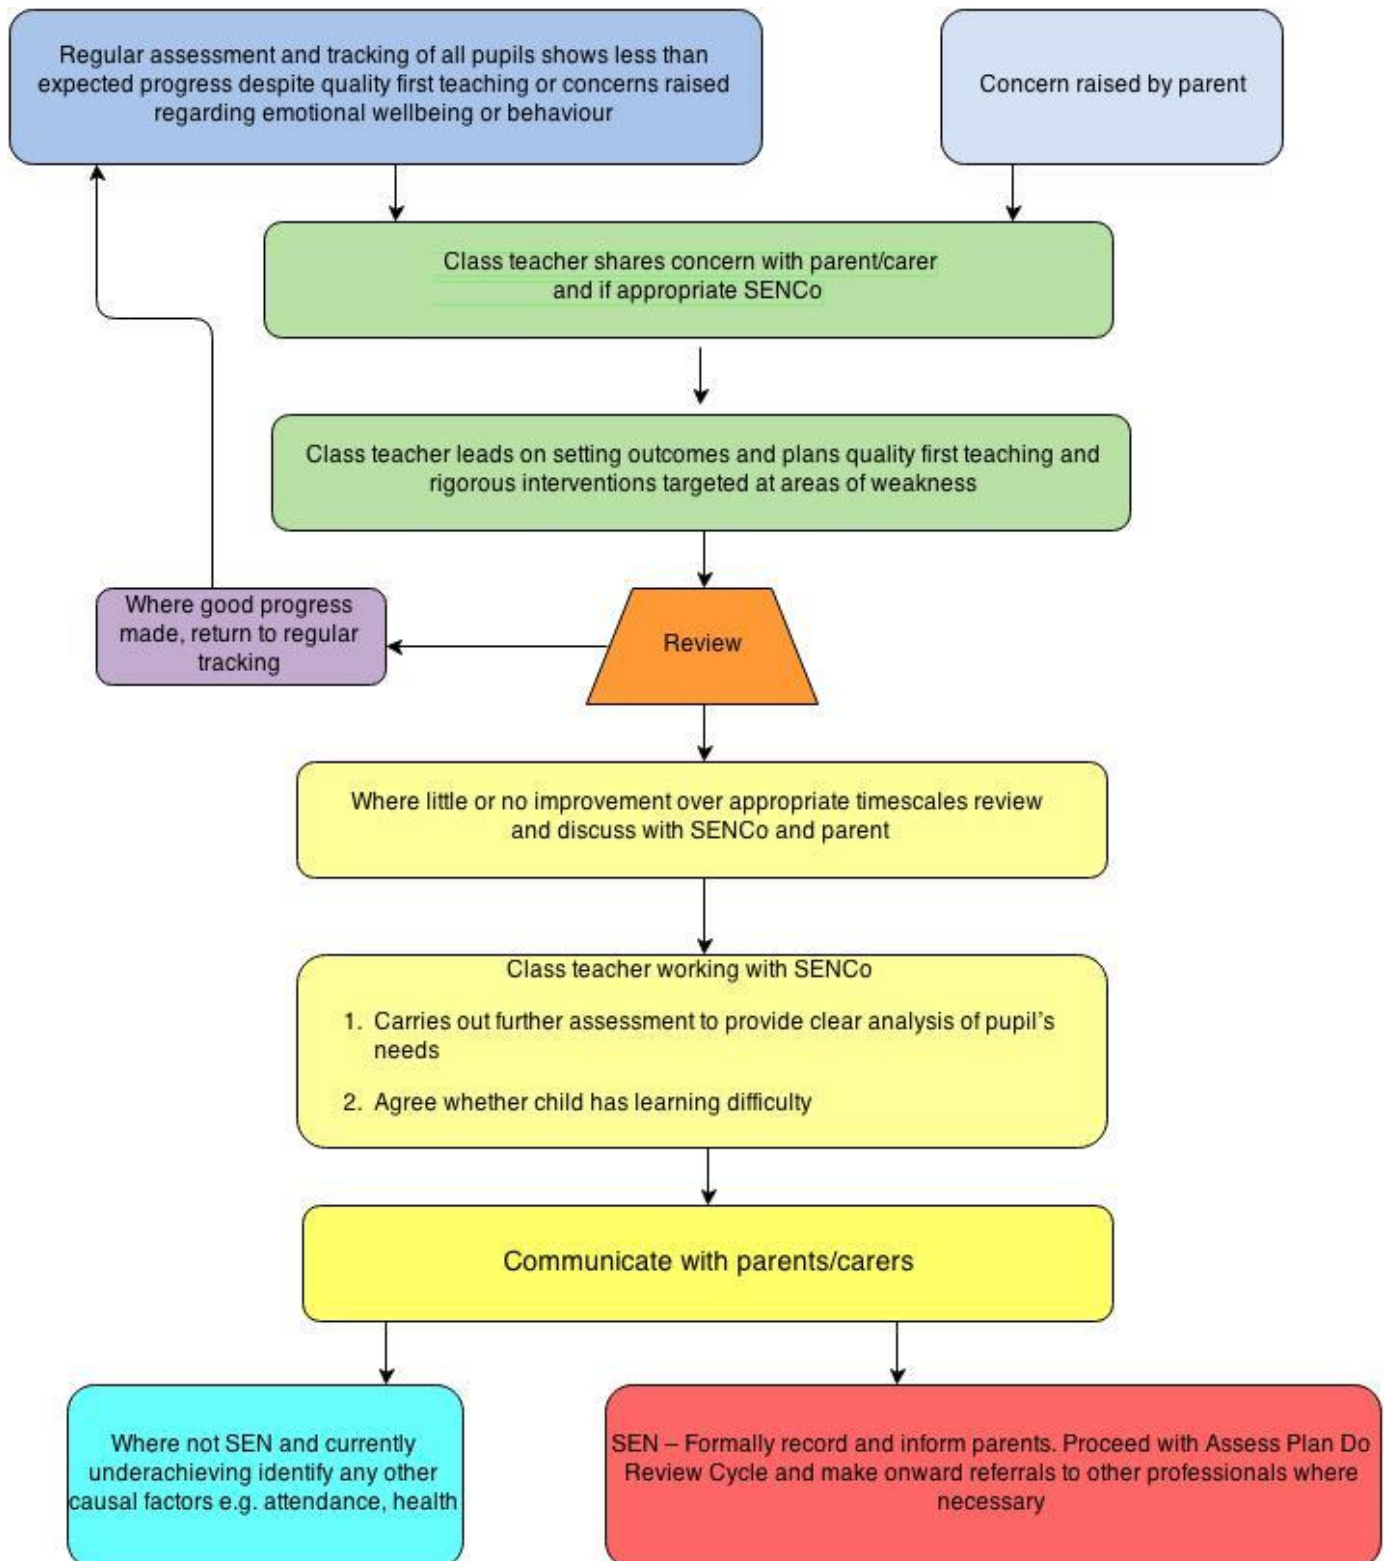 Regular assessment and tracking of all pupils shows less than
expected progress despite quality first teaching or concerns raised
regarding emotional wellbeing or behaviour
Concern raised by parent
Class teacher shares concern with parent/carer
and if appropriate SENCo
Class teacher leads on setting outcomes and plans quality first teaching and
rigorous interventions targeted at areas of weakness
Where good progress
made, return to regular
tracking
Review
Where little or no improvement over appropriate timescales review
and discuss with SENCo and parent
Class teacher working with SENCo
1. Carries out further assessment to provide clear analysis of pupil's
needs
2. Agree whether child has learning difficulty
Communicate with parents/carers
Where not SEN and currently
underachieving identify any other
causal factors e.g. attendance, health
SEN – Formally record and inform parents. Proceed with Assess Plan Do
Review Cycle and make onward referrals to other professionals where
necessary